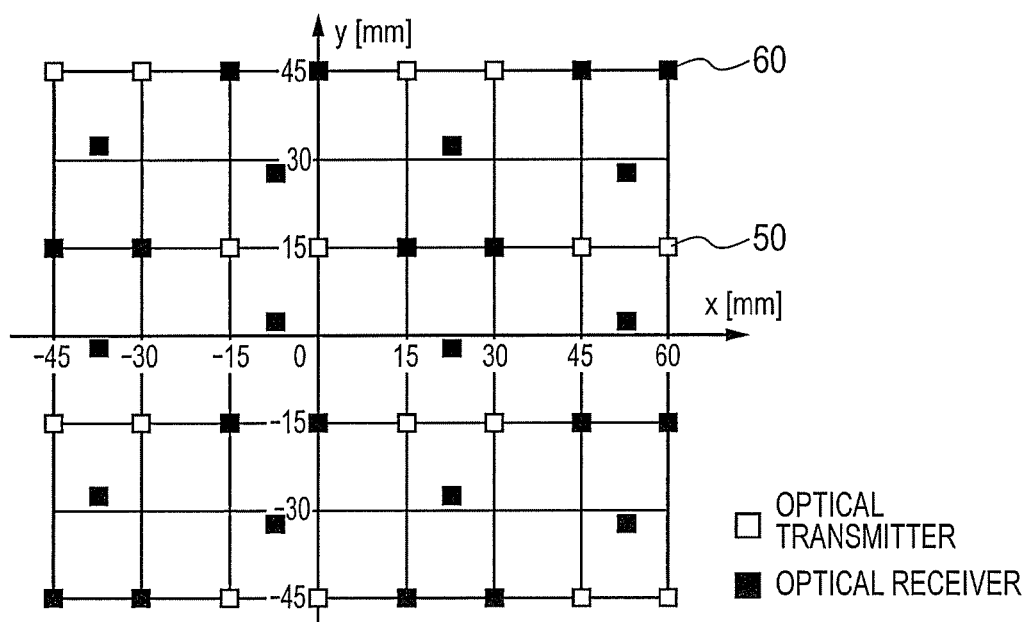 y [mm]
45
60
30
15
50
x [mm]
-45 -30 -15 0 15 30 45 60
-15
-30
-45
OPTICAL
TRANSMITTER
OPTICAL RECEIVER